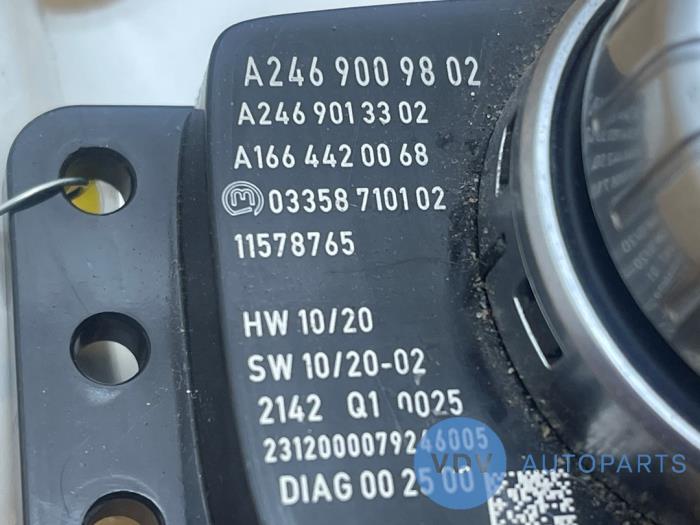 A246 900 98 02
A246 901 33 02
A166 442 00 68
03358 7101 02
11578765
HW 10/20
SW 10/20-02
2142 Q1 0025
2312000079246005
DIAG 00 25 00
VDV AUTOPARTS